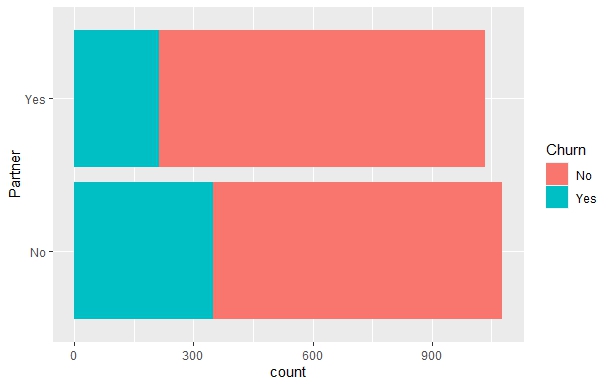 Yes
No
Partner
0
300
600
900
count
Churn
No
Yes